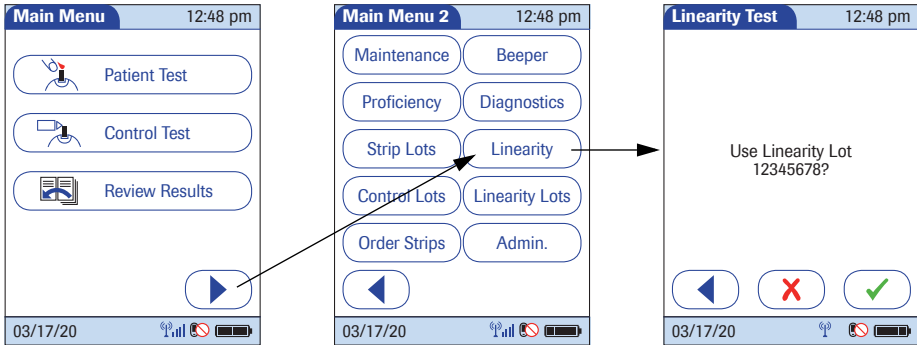 Main Menu 12:48 pm
Patient Test
Control Test
Review Results
03/17/20
Main Menu 2 12:48 pm
Maintenance Beeper
Proficiency Diagnostics
Strip Lots Linearity
Control Lots Linearity Lots
Order Strips Admin.
03/17/20
Linearity Test 12:48 pm
Use Linearity Lot
12345678?
03/17/20